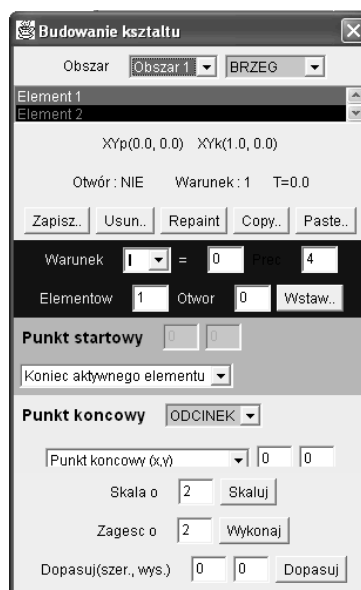 Budowanie ksztaltu
Obszar Obszar 1 BRZEG
Element 1
Element 2
XYp(0.0, 0.0) XYk(1.0, 0.0)
Otwór : NIE Warunek : 1 T=0.0
Zapisz.. Usun.. Repaint Copy.. Paste..
Warunek I = 0 Prec 4
Elementow 1 Otwor 0 Wstaw..
Punkt startowy 0 0
Koniec aktywnego elementu
Punkt koncowy ODCINEK
Punkt koncowy (x,y) 0 0
Skala o 2 Skaluj
Zagesc o 2 Wykonaj
Dopasuj(szer., wys.) 0 0 Dopasuj